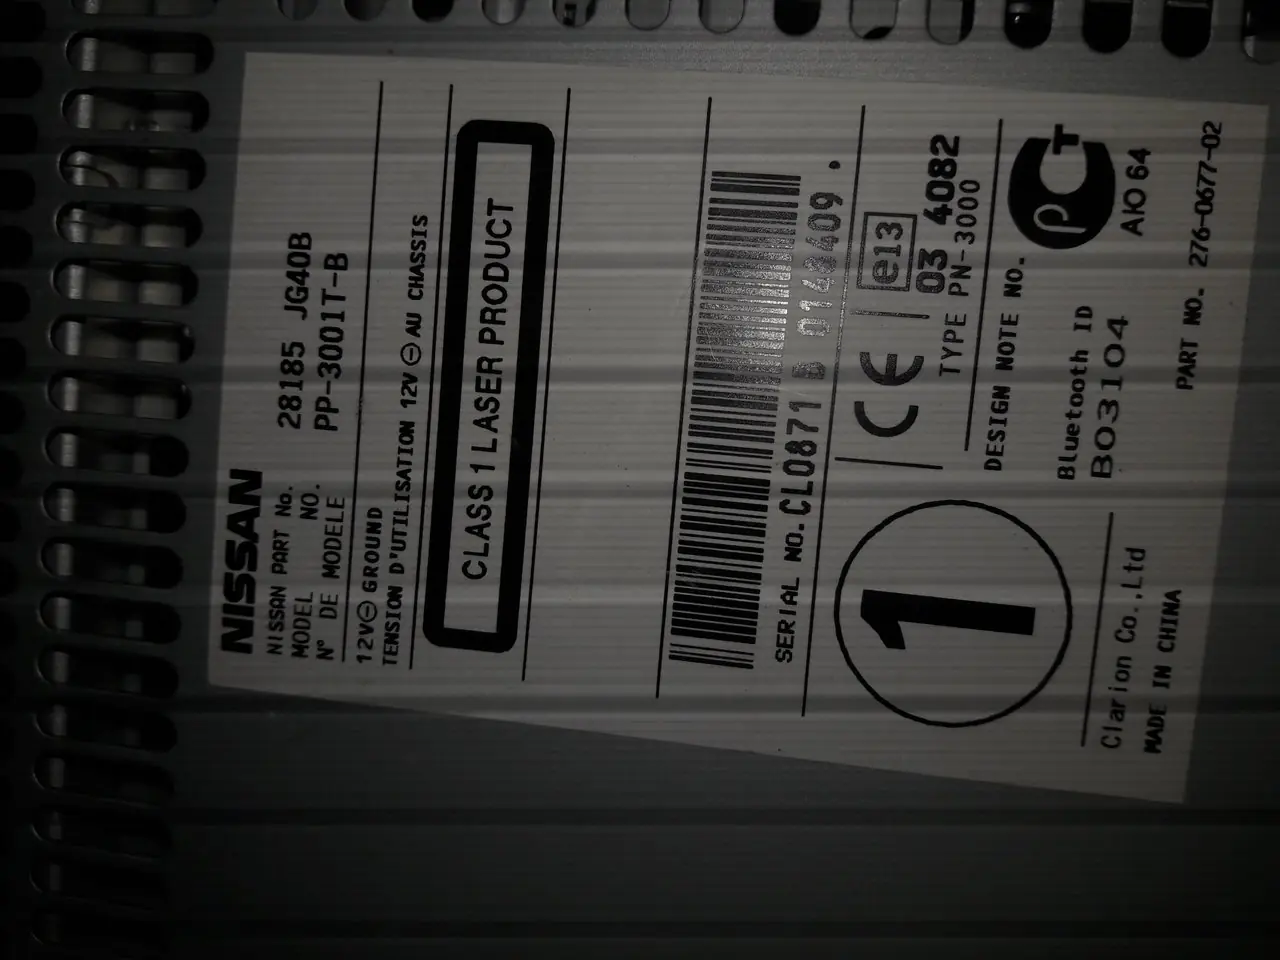 NISSAN
NISSAN PART No. 28185 JG40B
MODEL NO. PP-3001T-B
N° DE MODELE
12V⊖GROUND
TENSION D'UTILISATION 12V ⊖AU CHASSIS
CLASS 1 LASER PRODUCT
SERIAL NO. CL0871
1
CE
e13
03 4082
TYPE PN-3000
DESIGN NOTE NO.
Bluetooth ID
B03104
PCT
AIO 64
Clarion Co.,Ltd
MADE IN CHINA
PART NO. 276-0677-02